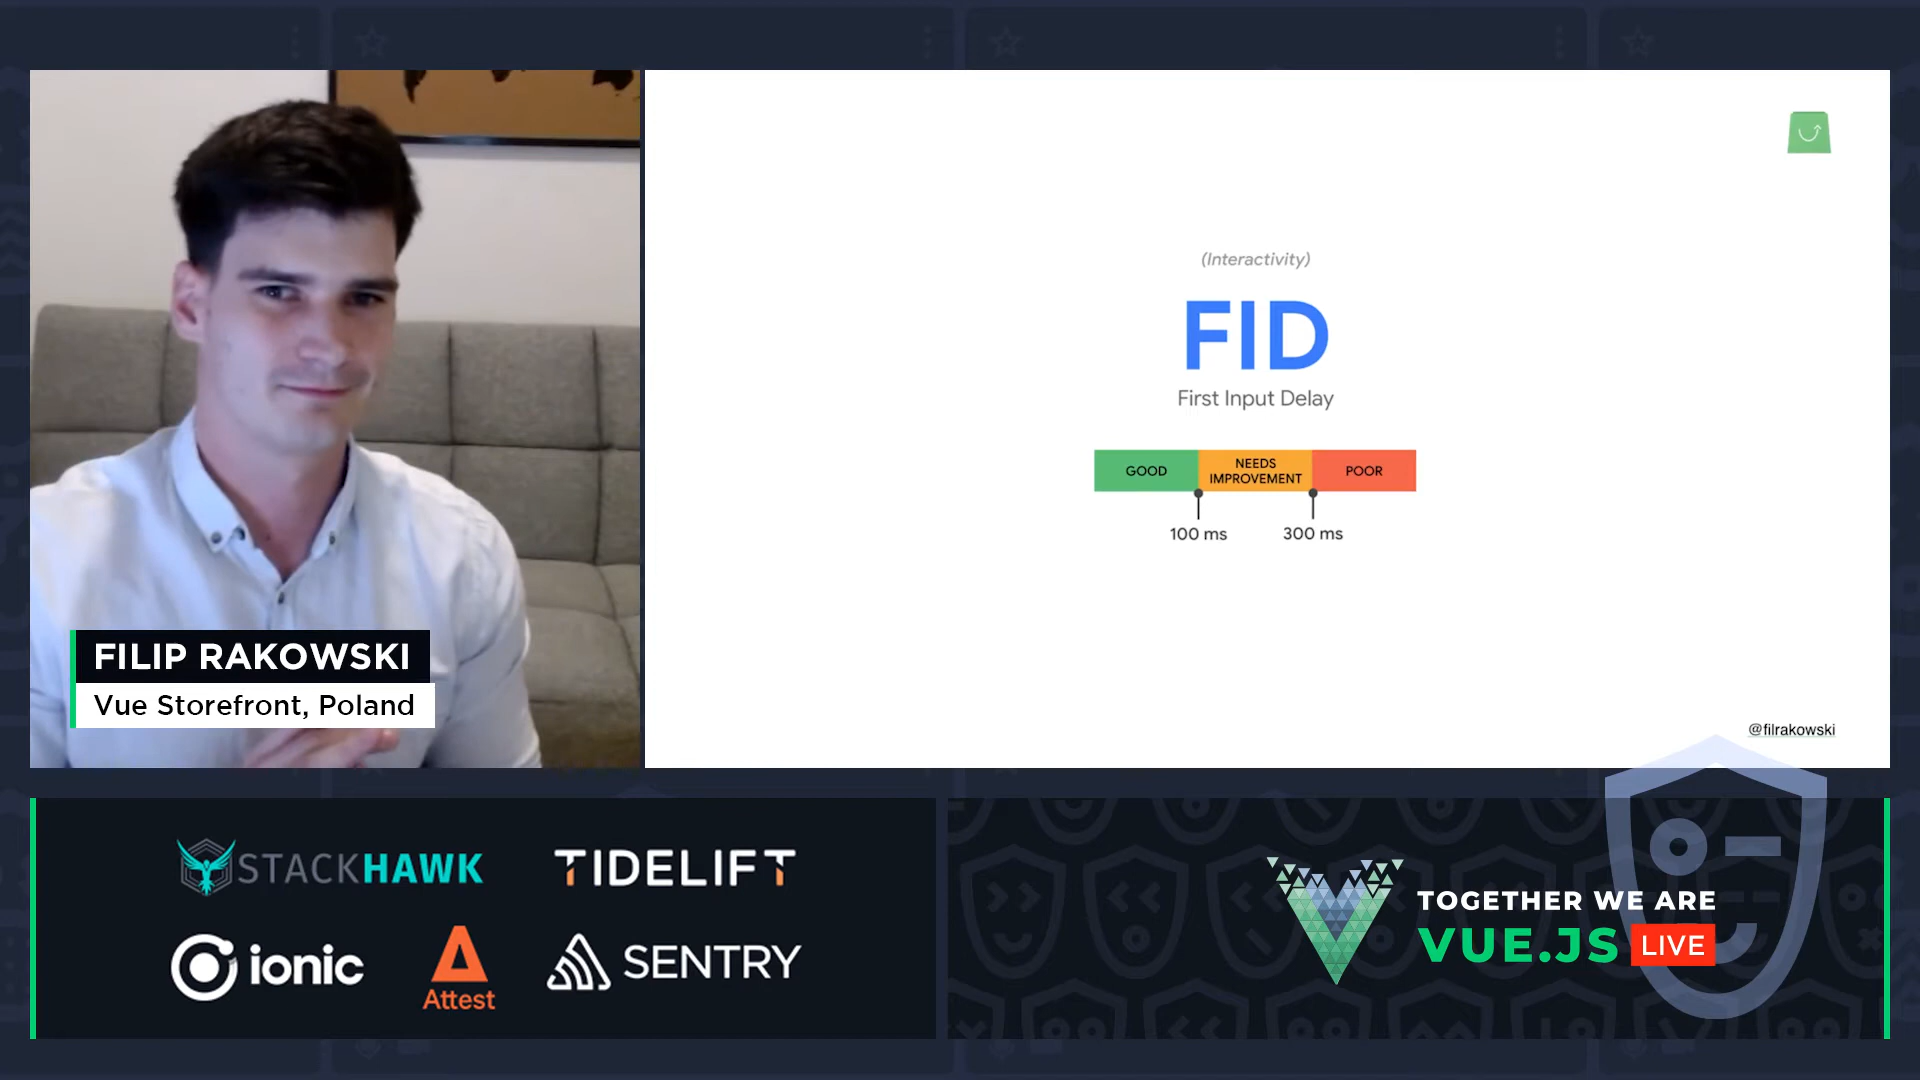 (Interactivity)
FID
First Input Delay
GOOD
NEEDS
IMPROVEMENT
POOR
100 ms
300 ms
@filrakowski
FILIP RAKOWSKI
Vue Storefront, Poland
STACKHAWK
TIDELIFT
ionic
Attest
SENTRY
TOGETHER WE ARE
VUE.JS LIVE